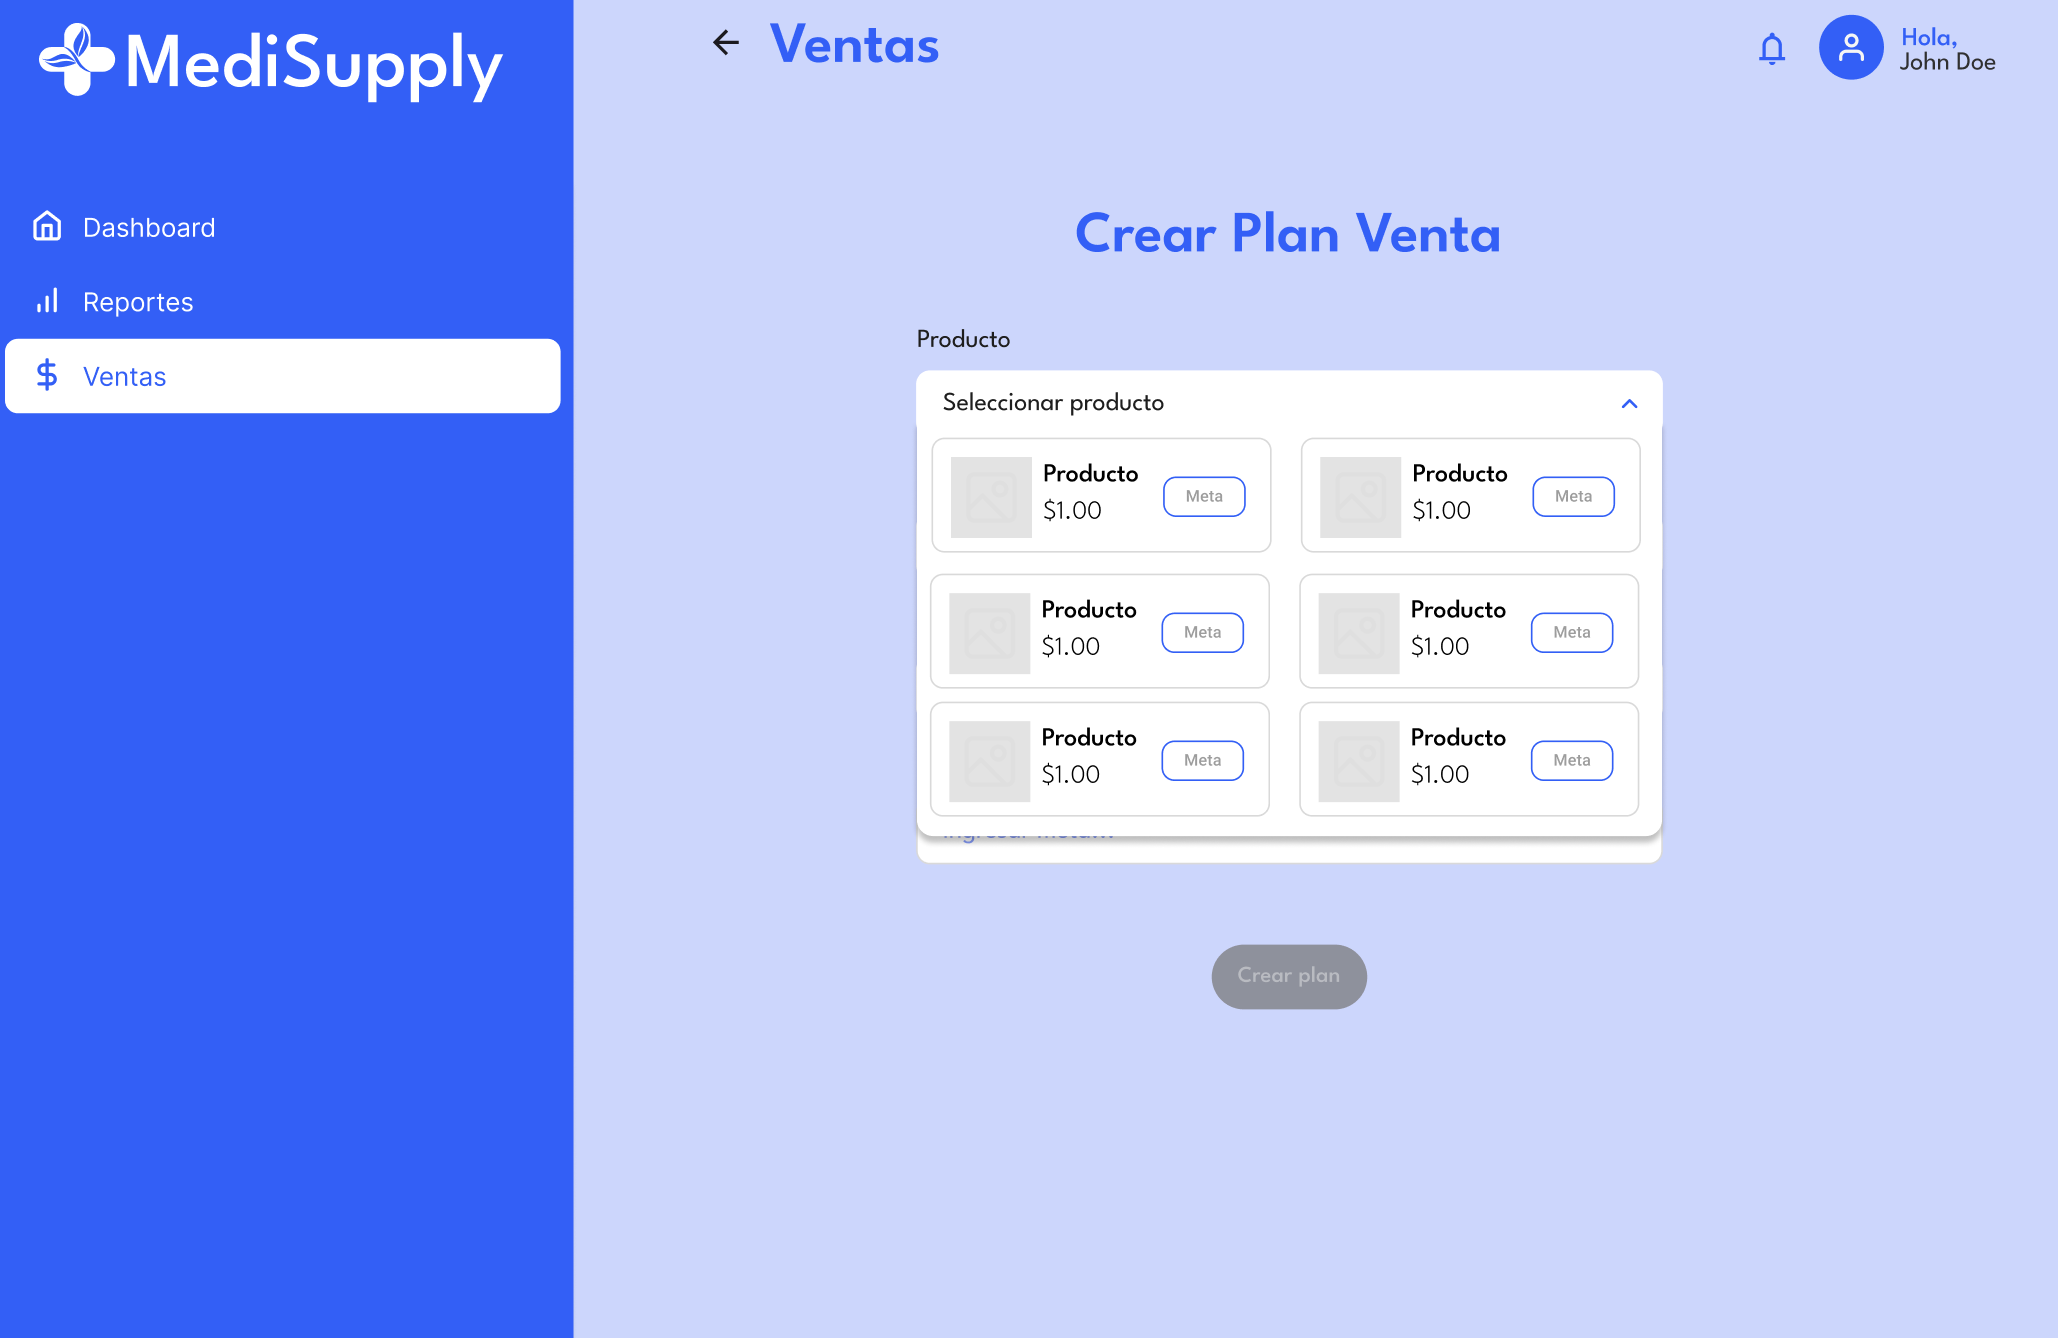 MediSupply
Dashboard
Reportes
Ventas
Ventas
Hola,
John Doe
Crear Plan Venta
Producto
Seleccionar producto
Producto
$1.00
Meta
Producto
$1.00
Meta
Producto
$1.00
Meta
Producto
$1.00
Meta
Producto
$1.00
Meta
Producto
$1.00
Meta
Crear plan